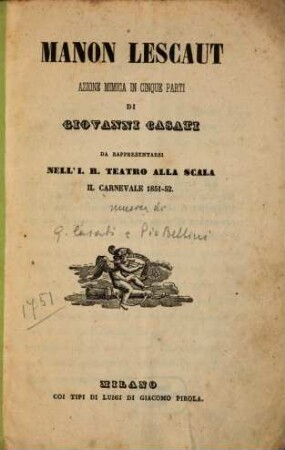 MANON LESCAUT
AZIONE MIMICA IN CINQUE PARTI
DI
GIOVANNI CASATI
DA RAPPRESENTARSI
NELL'I. R. TEATRO ALLA SCALA
IL CARNEVALE 1851-52.
musica di
G. Casati e Pio Bellini
1751
MILANO
COI TIPI DI LUIGI DI GIACOMO PIROLA.